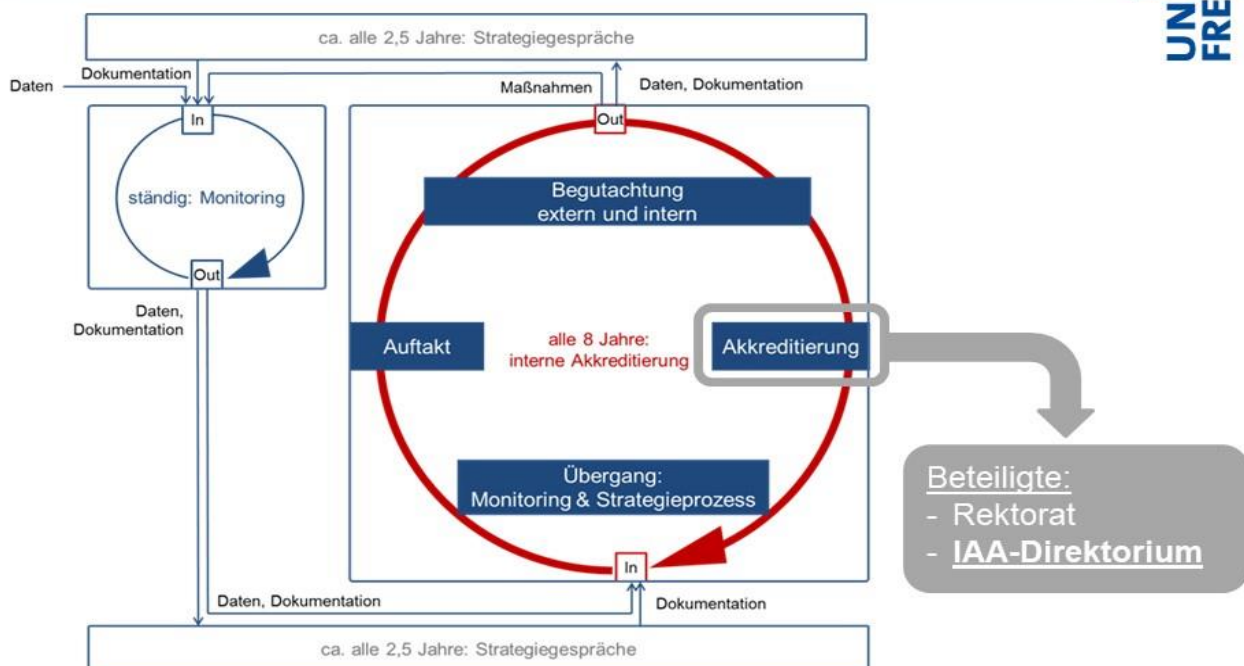 UN
FRE
ca. alle 2,5 Jahre: Strategiegespräche
Dokumentation
Daten
Maßnahmen
Daten, Dokumentation
In
Out
ständig: Monitoring
Begutachtung
extern und intern
Out
Daten,
Dokumentation
Auftakt
alle 8 Jahre:
interne Akkreditierung
Akkreditierung
Übergang:
Monitoring & Strategieprozess
Beteiligte:
- Rektorat
- IAA-Direktorium
In
Daten, Dokumentation
Dokumentation
ca. alle 2,5 Jahre: Strategiegespräche